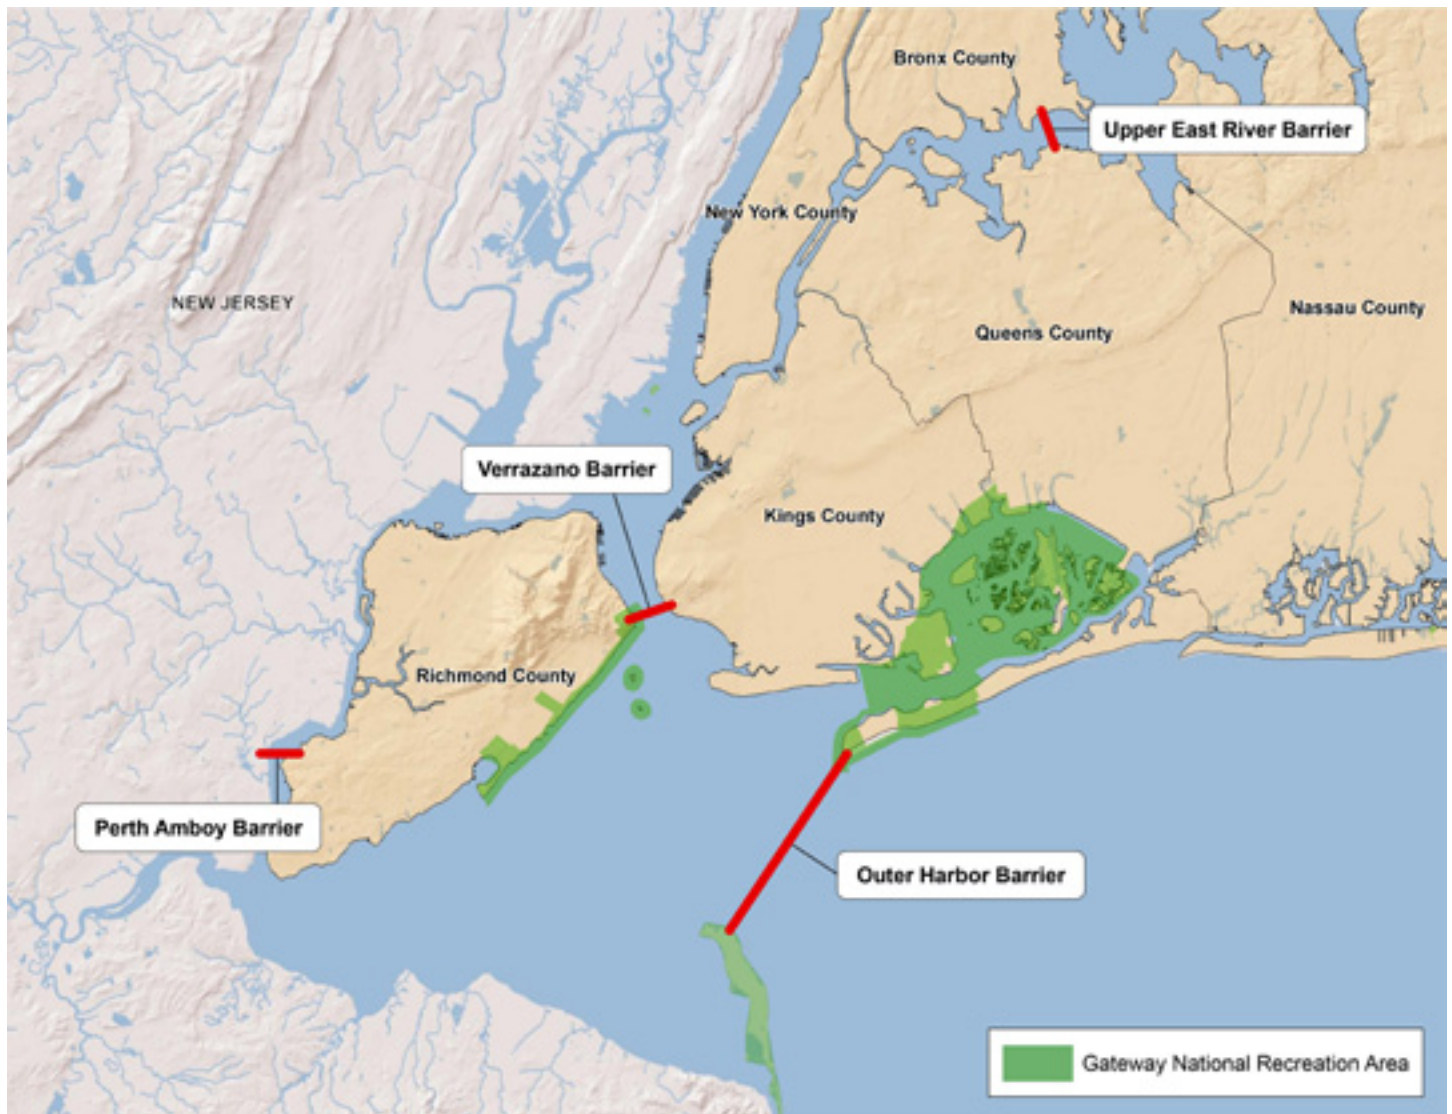 Bronx County
Upper East River Barrier
New York County
NEW JERSEY
Nassau County
Queens County
Verrazano Barrier
Kings County
Richmond County
Perth Amboy Barrier
Outer Harbor Barrier
Gateway National Recreation Area